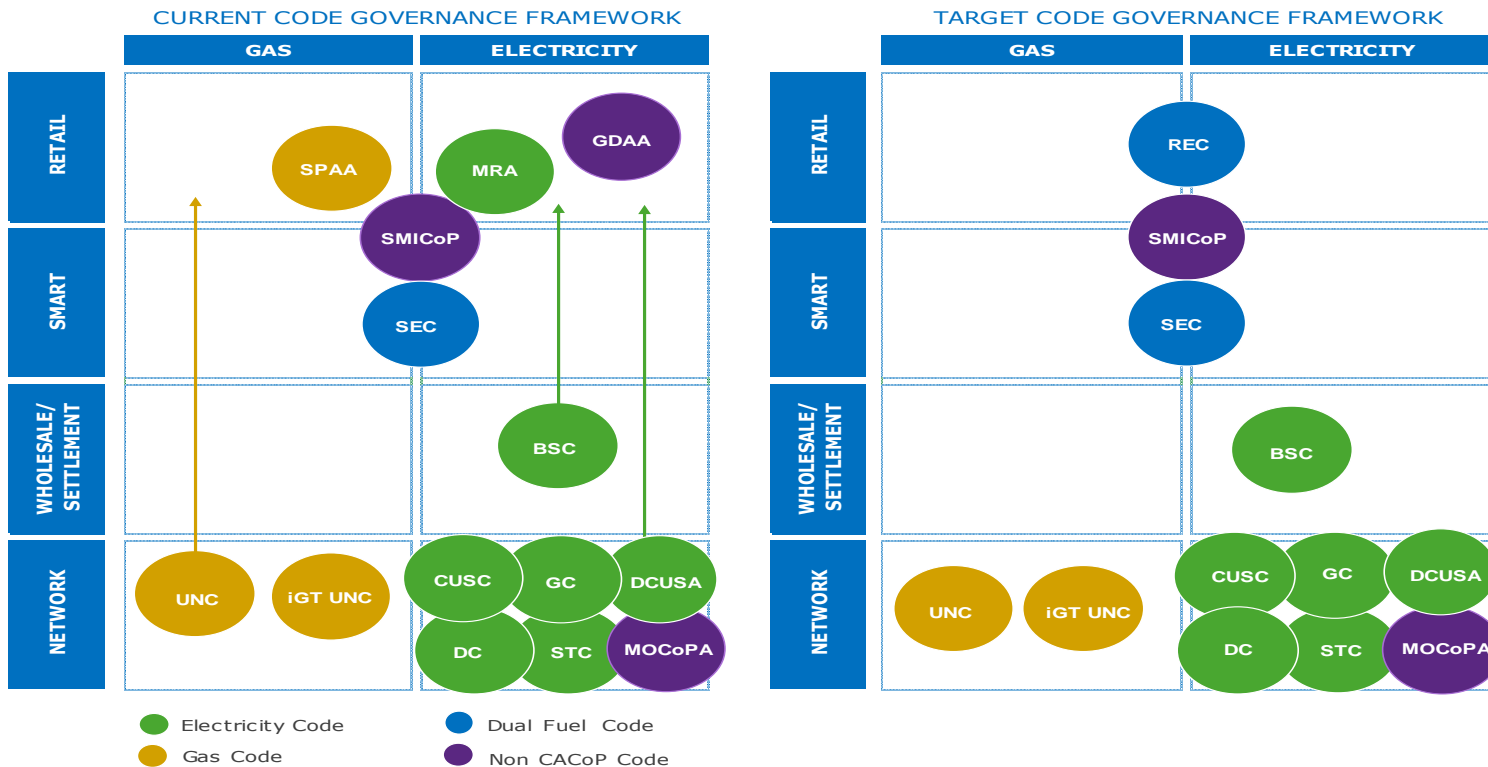 CURRENT CODE GOVERNANCE FRAMEWORK
GAS
ELECTRICITY
RETAIL
SPAA
MRA
GDAA
SMICoP
SMART
SEC
WHOLESALE/
SETTLEMENT
BSC
NETWORK
UNC
iGT UNC
CUSC
GC
DCUSA
DC
STC
MOCoPA
TARGET CODE GOVERNANCE FRAMEWORK
GAS
ELECTRICITY
RETAIL
REC
SMICoP
SMART
SEC
WHOLESALE/
SETTLEMENT
BSC
NETWORK
UNC
iGT UNC
CUSC
GC
DCUSA
DC
STC
MOCoPA
Electricity Code
Dual Fuel Code
Gas Code
Non CACoP Code